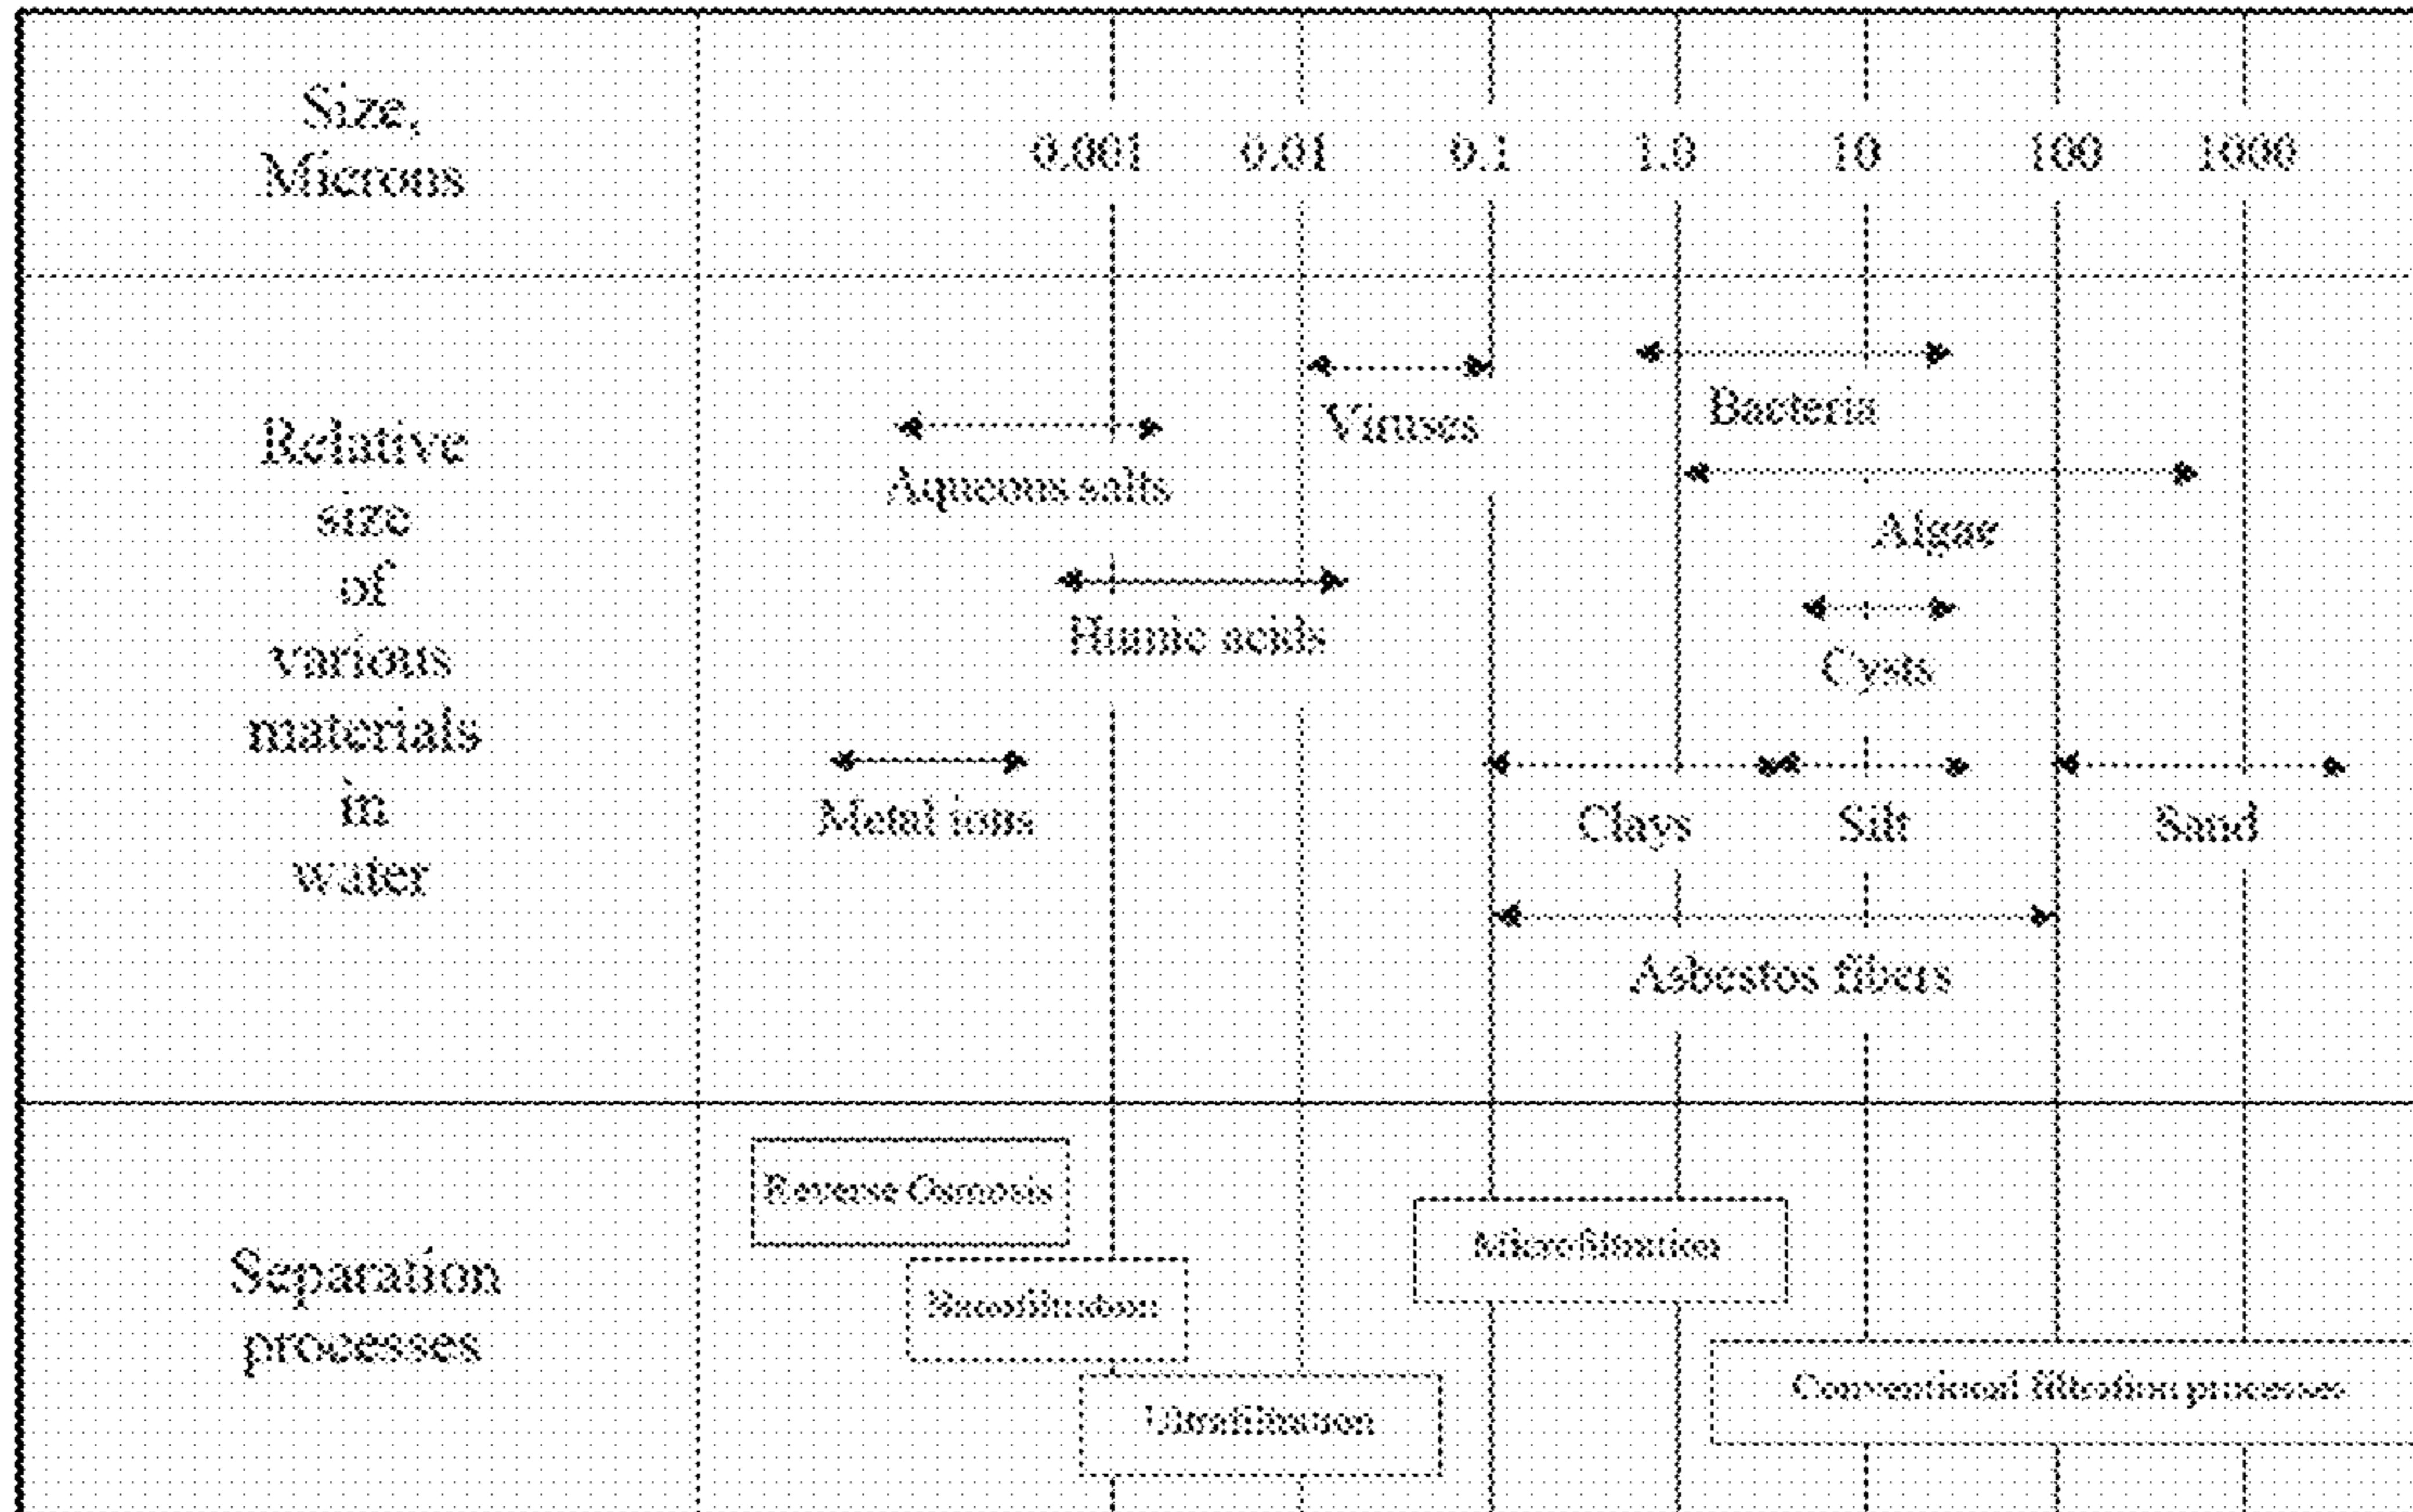 Size,
Microns
0.001 0.01 0.1 1.0 10 100 1000
Relative
size
of
various
materials
in
water
Viruses
Bacteria
Aqueous salts
Algae
Humic acids
Cysts
Metal ions
Clays
Silt
Sand
Asbestos fibers
Separation
processes
Reverse Osmosis
Microfiltration
Nanofiltration
Conventional filtration processes
Ultrafiltration